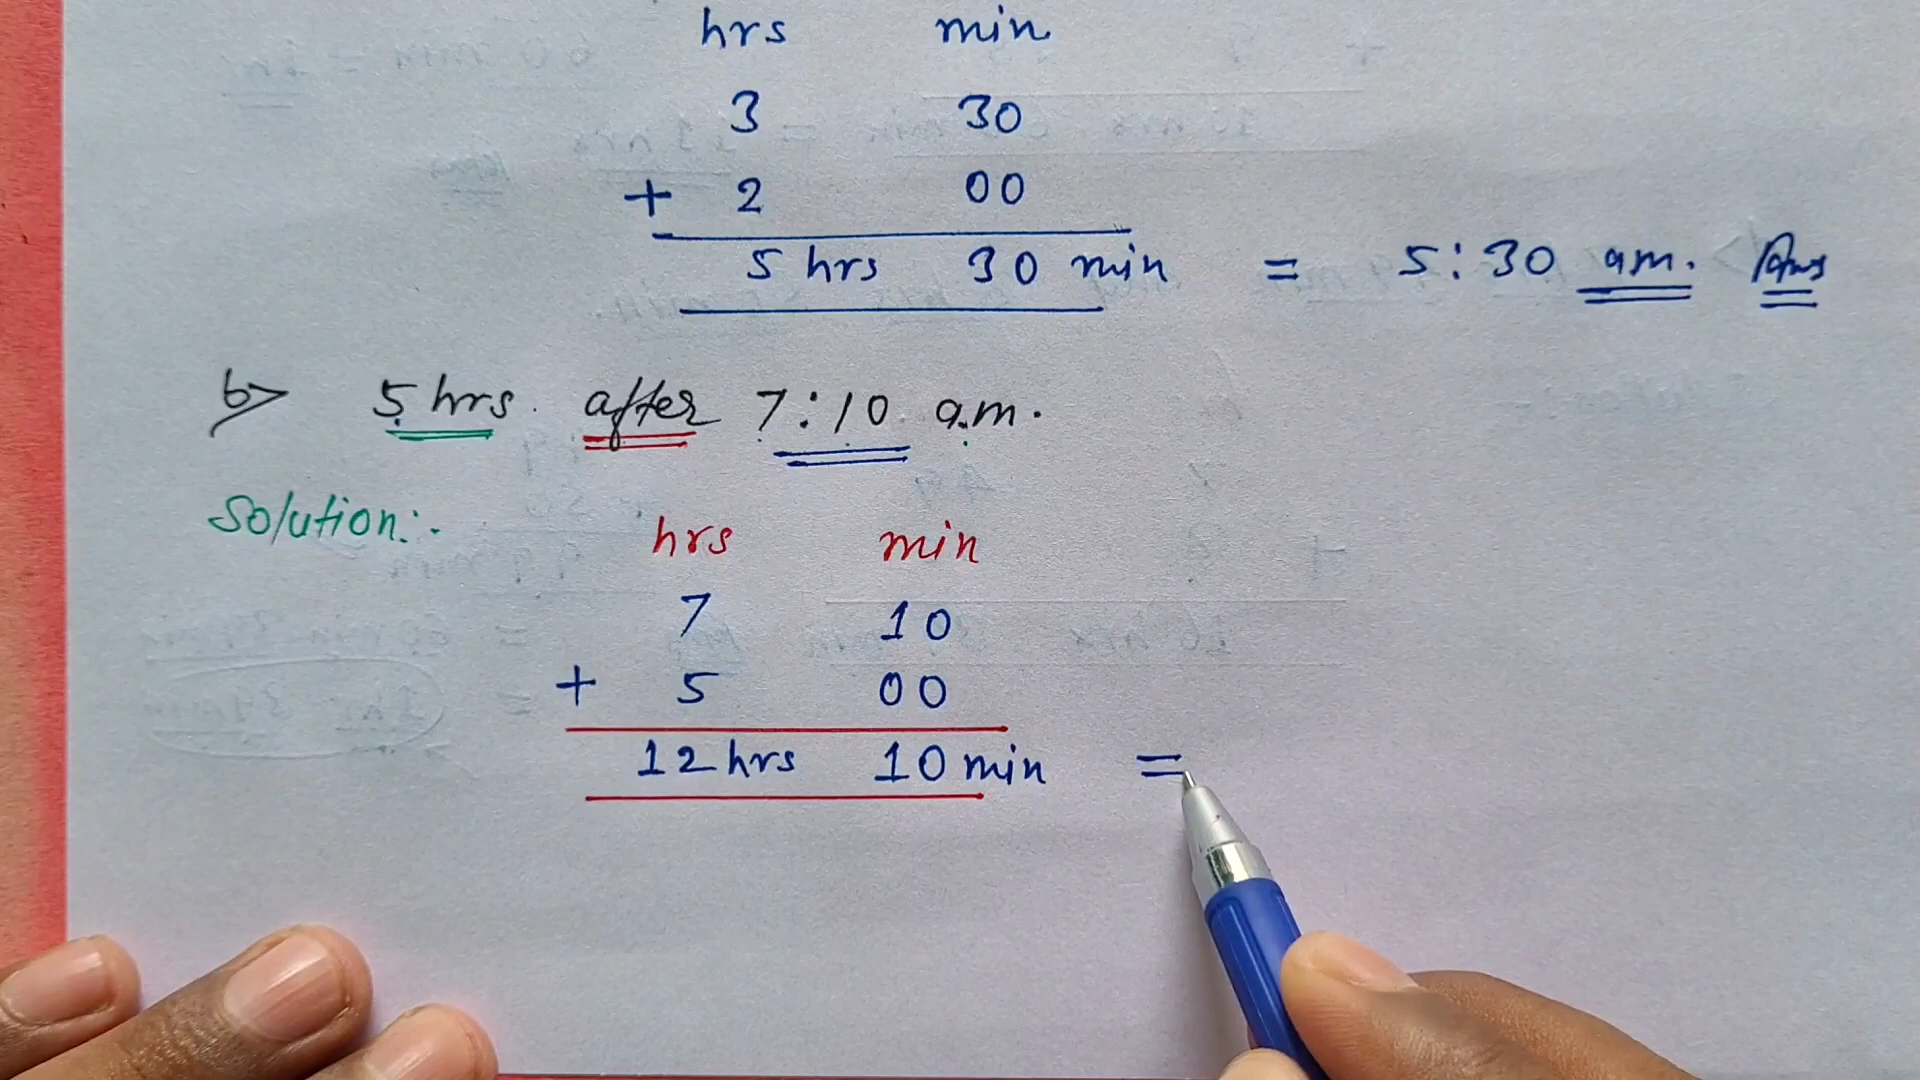 hrs min.
3 30
+ 2 00
5 hrs 30 min = 5:30 am. Ans
b> 5 hrs. after 7:10 a.m.
Solution:.
hrs min
7 10
+ 5 00
12 hrs 10 min =